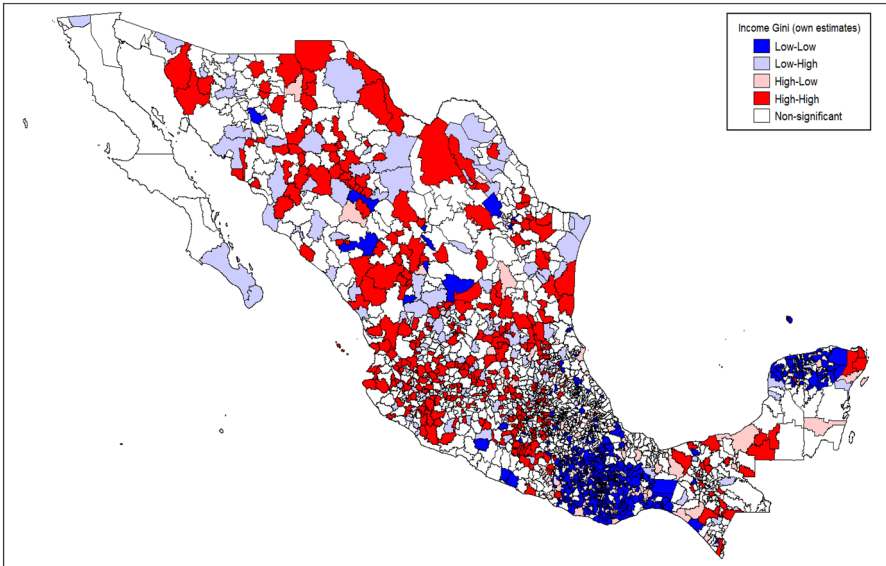 Income Gini (own estimates)
Low-Low
Low-High
High-Low
High-High
Non-significant